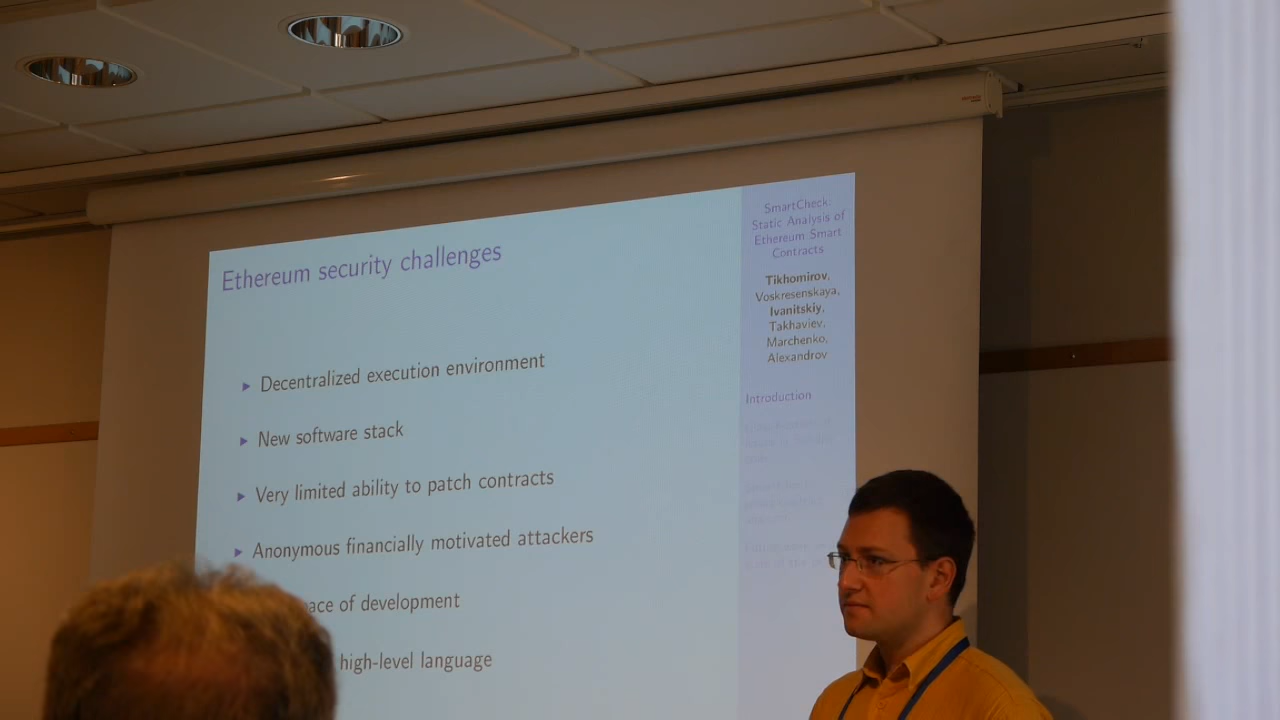 Ethereum security challenges
Decentralized execution environment
New software stack
Very limited ability to patch contracts
Anonymous financially motivated attackers
of development
high-level language
SmartCheck:
Static Analysis of
Ethereum Smart
Contracts
Tikhomirov,
Voskresenskaya,
Ivanitskiy,
Takhaviev,
Marchenko,
Alexandrov
Introduction